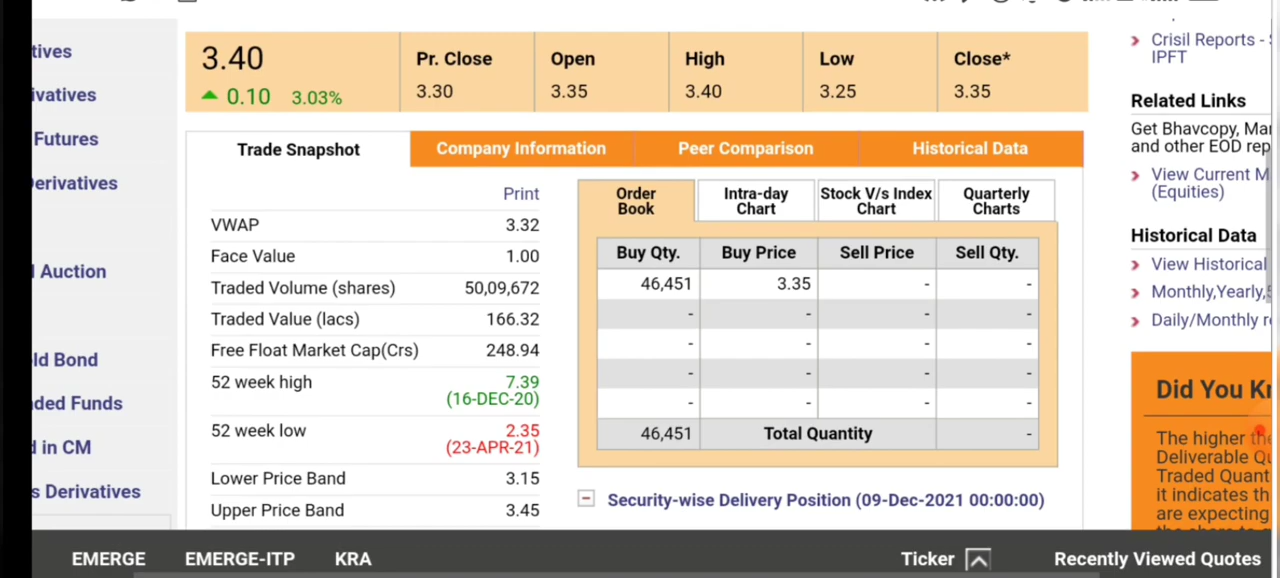 tives
ivatives
Futures
erivatives
Auction
ld Bond
ded Funds
in CM
s Derivatives
3.40
0.10 3.03%
Pr. Close
3.30
Open
3.35
High
3.40
Low
3.25
Close*
3.35
Trade Snapshot
Company Information
Peer Comparison
Historical Data
Print
VWAP 3.32
Face Value 1.00
Traded Volume (shares) 50,09,672
Traded Value (lacs) 166.32
Free Float Market Cap(Crs) 248.94
52 week high 7.39
(16-DEC-20)
52 week low 2.35
(23-APR-21)
Lower Price Band 3.15
Upper Price Band 3.45
Order
Book
Intra-day
Chart
Stock V/s Index
Chart
Quarterly
Charts
Buy Qty. Buy Price Sell Price Sell Qty.
46,451 3.35 - -
- - - -
- - - -
- - - -
- - - -
46,451 Total Quantity -
Security-wise Delivery Position (09-Dec-2021 00:00:00)
Crisil Reports -
IPFT
Related Links
Get Bhavcopy, Mar
and other EOD rep
View Current M
(Equities)
Historical Data
View Historical
Monthly,Yearly,
Daily/Monthly r
Did You Kn
The higher the
Deliverable Qu
Traded Quant
it indicates th
are expecting
EMERGE EMERGE-ITP KRA Ticker Recently Viewed Quotes